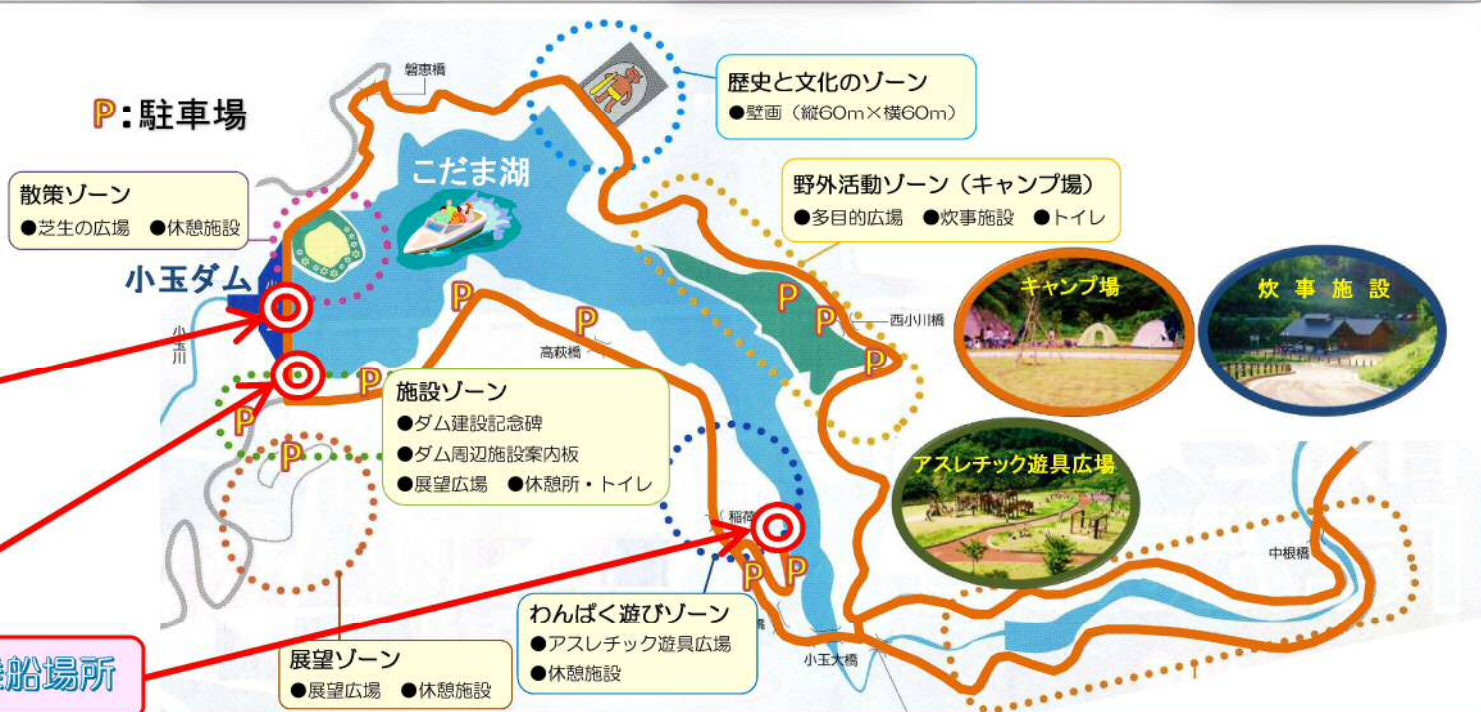 P:駐車場
磐恵橋
歴史と文化のゾーン
●壁画（縦60m×横60m）
こだま湖
散策ゾーン
●芝生の広場 ●休憩施設
野外活動ゾーン（キャンプ場）
●多目的広場 ●炊事施設 ●トイレ
小玉ダム
小玉川
P
P
P
P
西小川橋
P
高萩橋
P
キャンプ場
炊事施設
施設ゾーン
●ダム建設記念碑
●ダム周辺施設案内板
●展望広場 ●休憩所・トイレ
P
P
アスレチック遊具広場
稲荷
中根橋
P
P
わんぱく遊びゾーン
●アスレチック遊具広場
●休憩施設
橋
小玉大橋
展望ゾーン
●展望広場 ●休憩施設
船場所